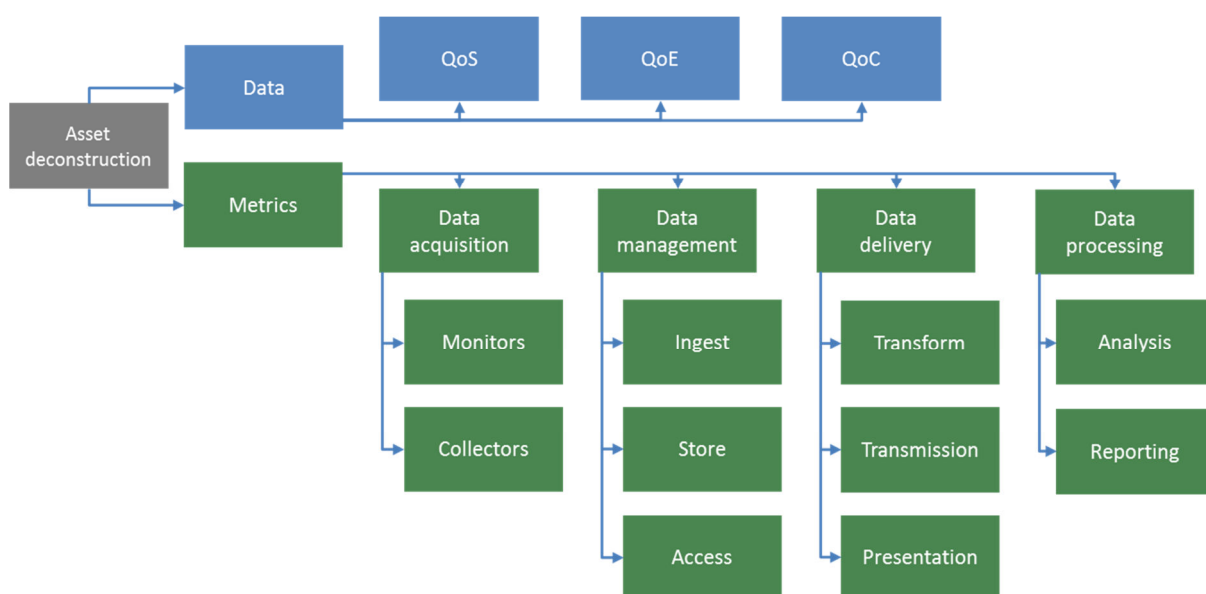 QoS
QoE
QoC
Data
Asset
deconstruction
Metrics
Data
acquisition
Data
management
Data
delivery
Data
processing
Monitors
Ingest
Transform
Analysis
Collectors
Store
Transmission
Reporting
Access
Presentation